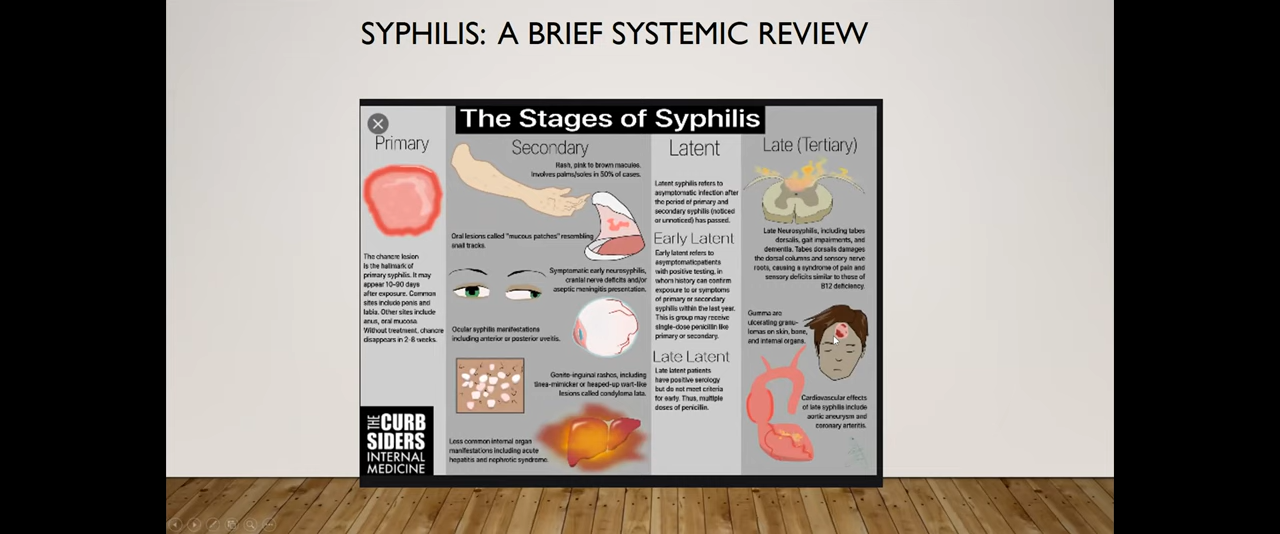 SYPHILIS: A BRIEF SYSTEMIC REVIEW
The Stages of Syphilis
Primary
The chancre lesion
is the hallmark of
primary syphilis. It may
appear 10-90 days
after exposure. Common
sites include penis and
labia. Other sites include
anus, oral mucosa
Without treatment, chancre
disappears in 2-8 weeks.
THE CURB
SIDERS
INTERNAL
MEDICINE
Secondary
Rash, pink to brown macules.
Involves palms/soles in 50% of cases.
Oral lesions called "mucous patches" resembling
snail tracks.
Symptomatic early neurosyphilis,
cranial nerve deficits and/or
aseptic meningitis presentation.
Ocular syphilis manifestations
including anterior or posterior uveitis.
Genito-inguinal rashes, including
tinea-mimicker or heaped-up wart-like
lesions called condyloma lata.
Less common internal organ
manifestations including acute
hepatitis and nephrotic syndrome.
Latent
Latent syphilis refers to
asymptomatic infection after
the period of primary and
secondary syphilis (noticed
or unnoticed) has passed.
Early Latent
Early latent refers to
asymptomaticpatients
with positive testing, in
whom history can confirm
exposure to or symptoms
of primary or secondary
syphilis within the last year.
This is group may receive
single-dose penicillin like
primary or secondary.
Late Latent
Late latent patients
have positive serology
but do not meet criteria
for early. Thus, multiple
doses of penicillin.
Late (Tertiary)
Late Neurosyphilis, including tabes
dorsalis, gait impairments, and
dementia. Tabes dorsalis damages
the dorsal columns and sensory nerve
roots, causing a syndrome of pain and
sensory deficits similar to those of
B12 deficiency.
Gumma are
ulcerating granu-
lomas on skin, bone,
and internal organs.
Cardiovascular effects
of late syphilis include
aortic aneurysm and
coronary arteritis.